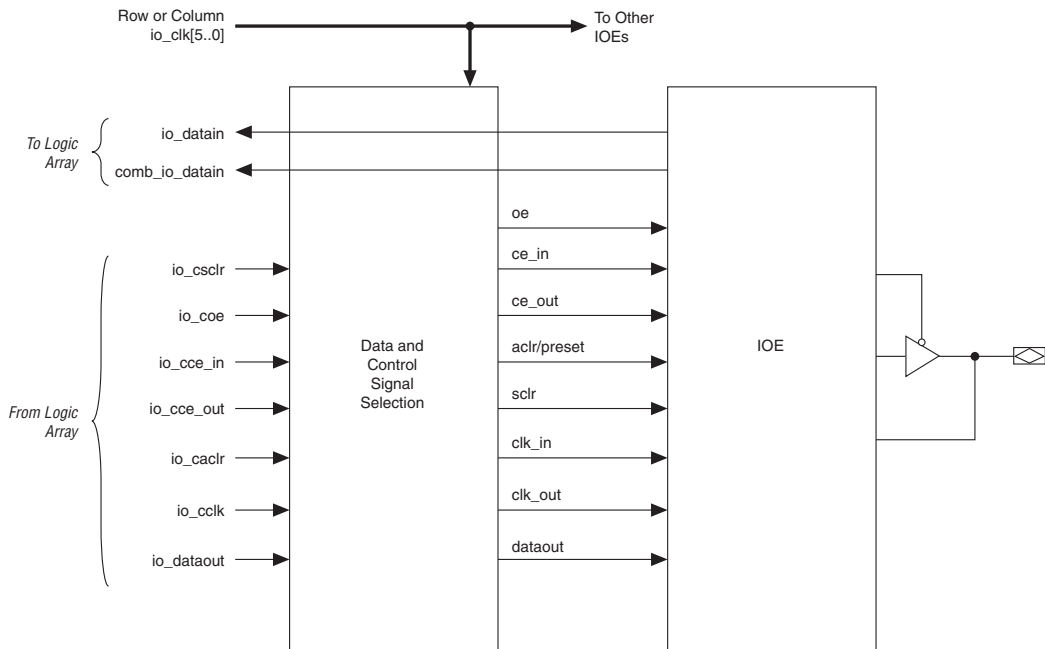 Row or Column
io_clk[5..0]
To Other
IOEs
To Logic
Array
io_datain
comb_io_datain
oe
ce_in
ce_out
aclr/preset
sclr
clk_in
clk_out
dataout
From Logic
Array
io_csclr
io_coe
io_cce_in
io_cce_out
io_caclr
io_cclk
io_dataout
Data and
Control
Signal
Selection
IOE